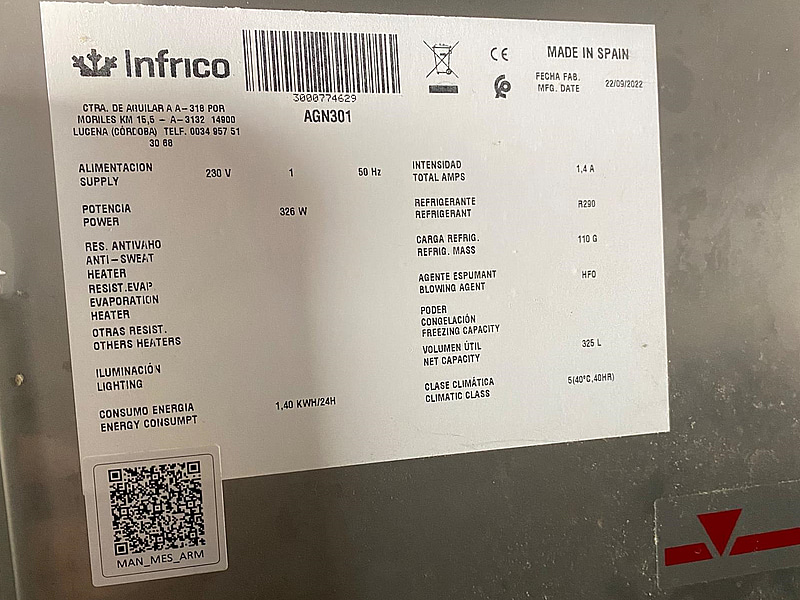 Infrico
3000774629
AGN301
CE
MADE IN SPAIN
FECHA FAB.
MFG. DATE
22/09/2022
CTRA. DE AGUILAR A A-318 POR
MORILES KM 15,5 - A-3132 14900
LUCENA (CÓRDOBA) TELF. 0034 957 51
30 68
ALIMENTACION
SUPPLY
230 V 1 50 Hz
POTENCIA
POWER
326 W
RES. ANTIVAHO
ANTI-SWEAT
HEATER
RESIST.EVAP.
EVAPORATION
HEATER
OTRAS RESIST.
OTHERS HEATERS
ILUMINACIÓN
LIGHTING
CONSUMO ENERGIA
ENERGY CONSUMPT
1,40 KWH/24H
INTENSIDAD
TOTAL AMPS
1,4 A
REFRIGERANTE
REFRIGERANT
R290
CARGA REFRIG.
REFRIG. MASS
110 G
AGENTE ESPUMANT
BLOWING AGENT
HFO
PODER
CONGELACIÓN
FREEZING CAPACITY
VOLUMEN ÚTIL
NET CAPACITY
325 L
CLASE CLIMÁTICA
CLIMATIC CLASS
5(40°C,40HR)
MAN_MES_ARM